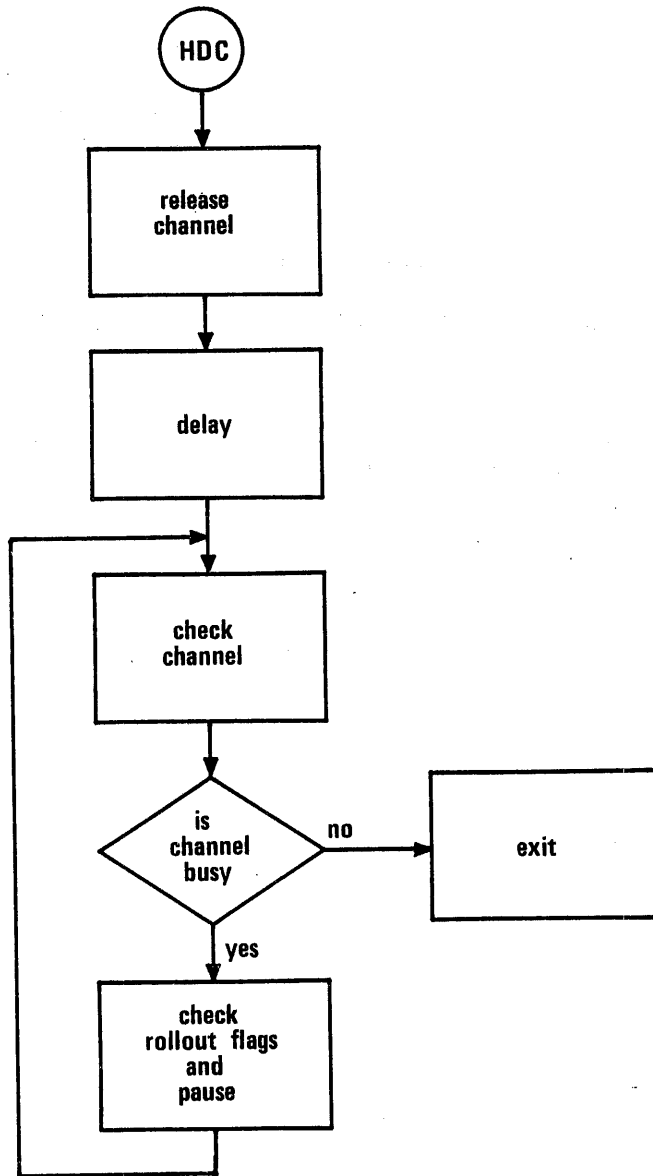 HDC
release
channel
delay
check
channel
is
channel
busy
no
exit
yes
check
rollout flags
and
pause